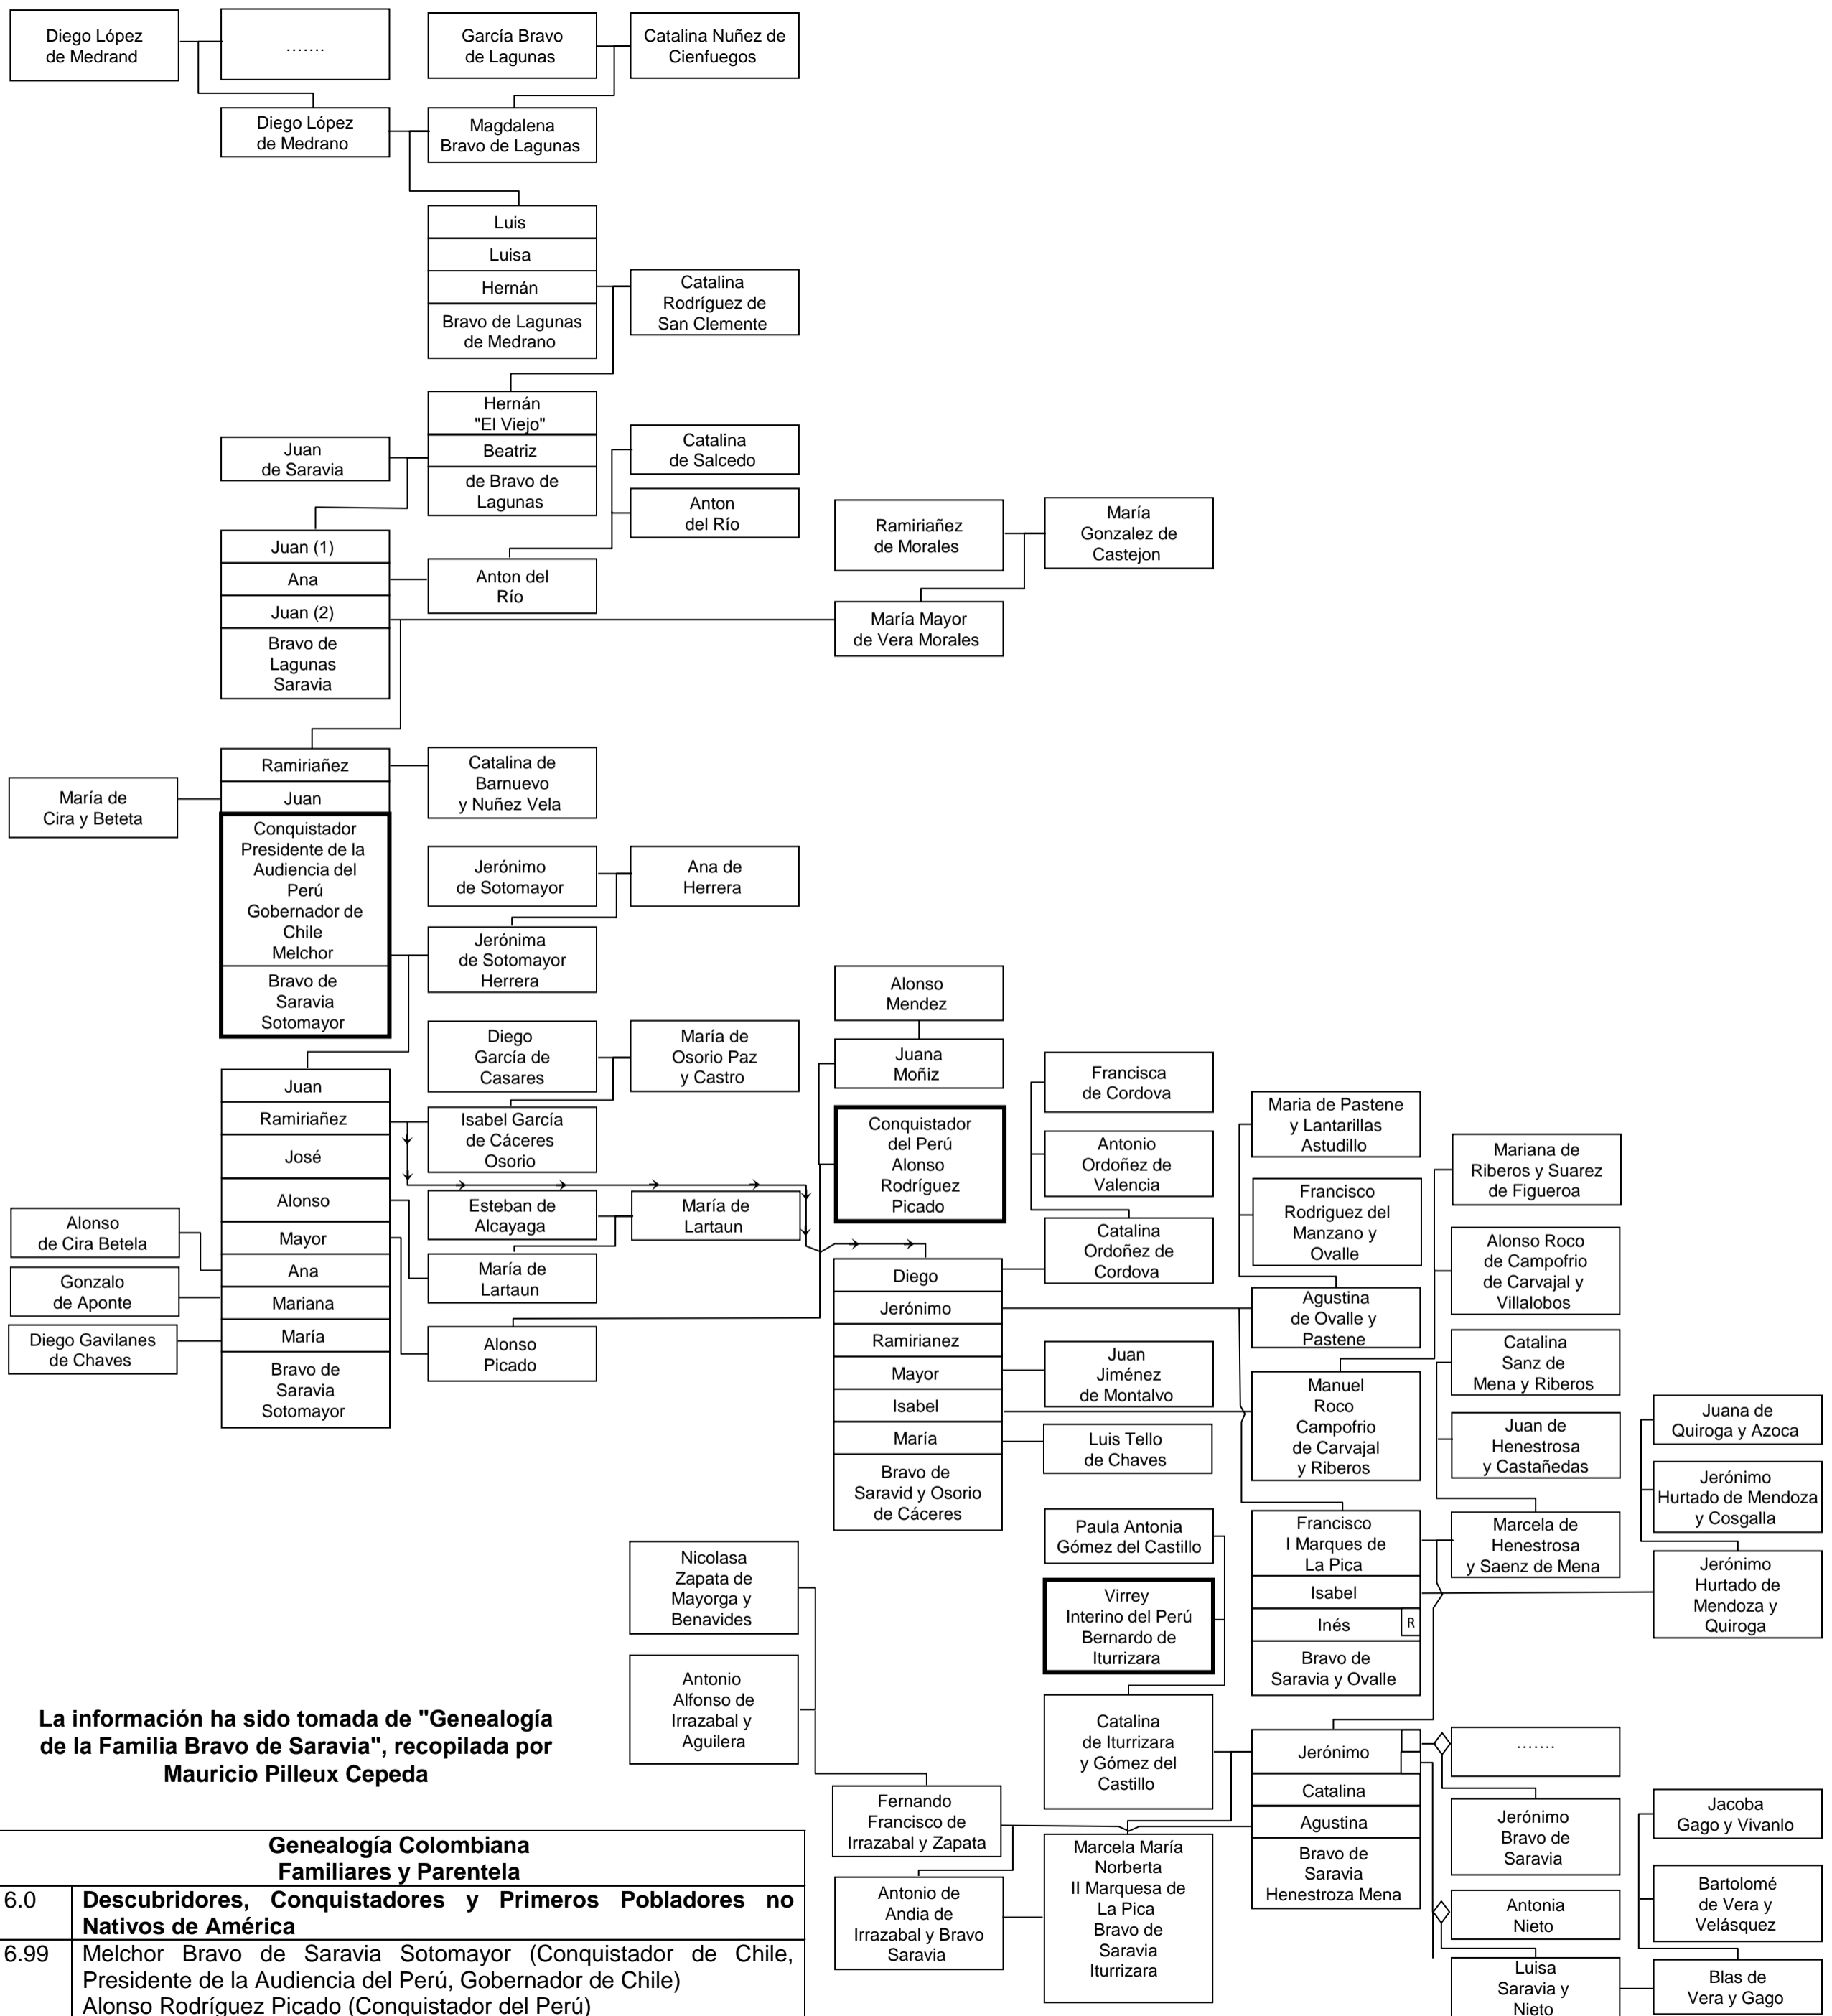 Diego López
de Medrand
.......
García Bravo
de Lagunas
Catalina Nuñez de
Cienfuegos
Diego López
de Medrano
Magdalena
Bravo de Lagunas
Luis
Luisa
Hernán
Bravo de Lagunas
de Medrano
Catalina
Rodríguez de
San Clemente
Hernán
"El Viejo"
Beatriz
de Bravo de
Lagunas
Juan
de Saravia
Catalina
de Salcedo
Anton
del Río
Ramiriañez
de Morales
María
Gonzalez de
Castejon
Juan (1)
Ana
Juan (2)
Bravo de
Lagunas
Saravia
Anton del
Río
María Mayor
de Vera Morales
Ramiriañez
Juan
Conquistador
Presidente de la
Audiencia del
Perú
Gobernador de
Chile
Melchor
Bravo de
Saravia
Sotomayor
María de
Cira y Beteta
Catalina de
Barnuevo
y Nuñez Vela
Jerónimo
de Sotomayor
Ana de
Herrera
Jerónima
de Sotomayor
Herrera
Diego
García de
Casares
María de
Osorio Paz
y Castro
Juan
Ramiriañez
José
Alonso
Mayor
Ana
Mariana
María
Bravo de
Saravia
Sotomayor
Isabel García
de Cáceres
Osorio
Esteban de
Alcayaga
María de
Lartaun
María de
Lartaun
Alonso
Picado
Alonso
de Cira Betela
Gonzalo
de Aponte
Diego Gavilanes
de Chaves
Alonso
Mendez
Juana
Moñiz
Conquistador
del Perú
Alonso
Rodríguez
Picado
Francisca
de Cordova
Antonio
Ordoñez de
Valencia
Catalina
Ordoñez de
Cordova
Maria de Pastene
y Lantarillas
Astudillo
Francisco
Rodriguez del
Manzano y
Ovalle
Agustina
de Ovalle y
Pastene
Mariana de
Riberos y Suarez
de Figueroa
Alonso Roco
de Campofrio
de Carvajal y
Villalobos
Diego
Jerónimo
Ramirianez
Mayor
Isabel
María
Bravo de
Saravid y Osorio
de Cáceres
Juan
Jiménez
de Montalvo
Luis Tello
de Chaves
Manuel
Roco
Campofrio
de Carvajal
y Riberos
Catalina
Sanz de
Mena y Riberos
Juan de
Henestrosa
y Castañedas
Marcela de
Henestrosa
y Saenz de Mena
Juana de
Quiroga y Azoca
Jerónimo
Hurtado de Mendoza
y Cosgalla
Jerónimo
Hurtado de
Mendoza y
Quiroga
Francisco
I Marques de
La Pica
Isabel
Inés
R
Bravo de
Saravia y Ovalle
Paula Antonia
Gómez del Castillo
Virrey
Interino del Perú
Bernardo de
Iturrizara
Catalina
de Iturrizara
y Gómez del
Castillo
Nicolasa
Zapata de
Mayorga y
Benavides
Antonio
Alfonso de
Irrazabal y
Aguilera
Fernando
Francisco de
Irrazabal y Zapata
Antonio de
Andia de
Irrazabal y Bravo
Saravia
Marcela María
Norberta
II Marquesa de
La Pica
Bravo de
Saravia
Iturrizara
Jerónimo
Catalina
Agustina
Bravo de
Saravia
Henestroza Mena
.......
Jerónimo
Bravo de
Saravia
Antonia
Nieto
Luisa
Saravia y
Nieto
Jacoba
Gago y Vivanlo
Bartolomé
de Vera y
Velásquez
Blas de
Vera y Gago
La información ha sido tomada de "Genealogía
de la Familia Bravo de Saravia", recopilada por
Mauricio Pilleux Cepeda
Genealogía Colombiana
Familiares y Parentela
6.0 Descubridores, Conquistadores y Primeros Pobladores no
Nativos de América
6.99 Melchor Bravo de Saravia Sotomayor (Conquistador de Chile,
Presidente de la Audiencia del Perú, Gobernador de Chile)
Alonso Rodríguez Picado (Conquistador del Perú)